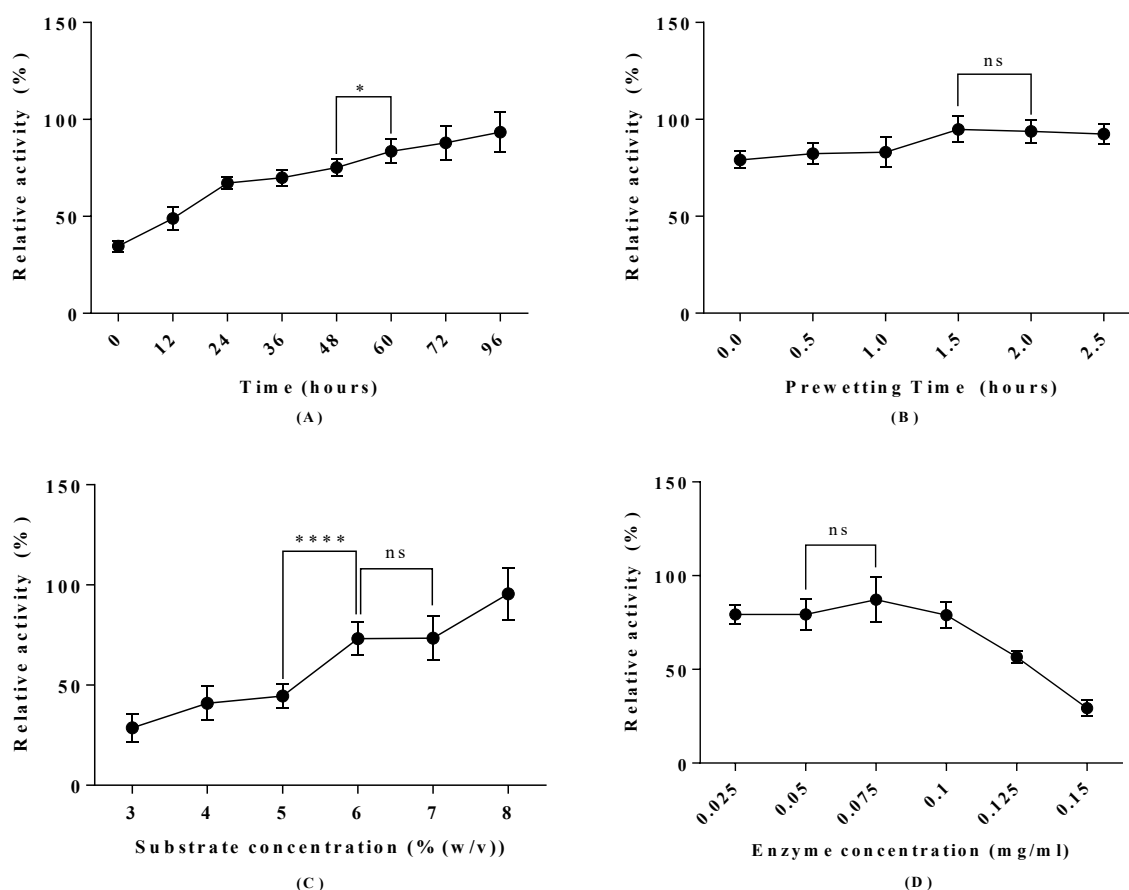 150
100
50
0
Relative activity (%)
*
0 12 24 36 48 60 72 96
Time (hours)
(A)
150
100
50
0
Relative activity (%)
ns
0.0 0.5 1.0 1.5 2.0 2.5
Prewetting Time (hours)
(B)
150
100
50
0
Relative activity (%)
****
ns
3 4 5 6 7 8
Substrate concentration (% (w/v))
(C)
150
100
50
0
Relative activity (%)
ns
0.025 0.05 0.075 0.1 0.125 0.15
Enzyme concentration (mg/ml)
(D)